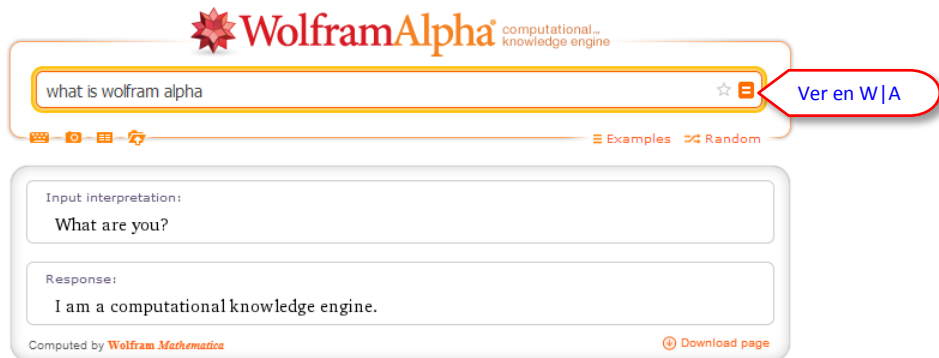 WolframAlpha computational... knowledge engine
what is wolfram alpha
Ver en W|A
Examples Random
Input interpretation:
What are you?
Response:
I am a computational knowledge engine.
Computed by Wolfram Mathematica
Download page